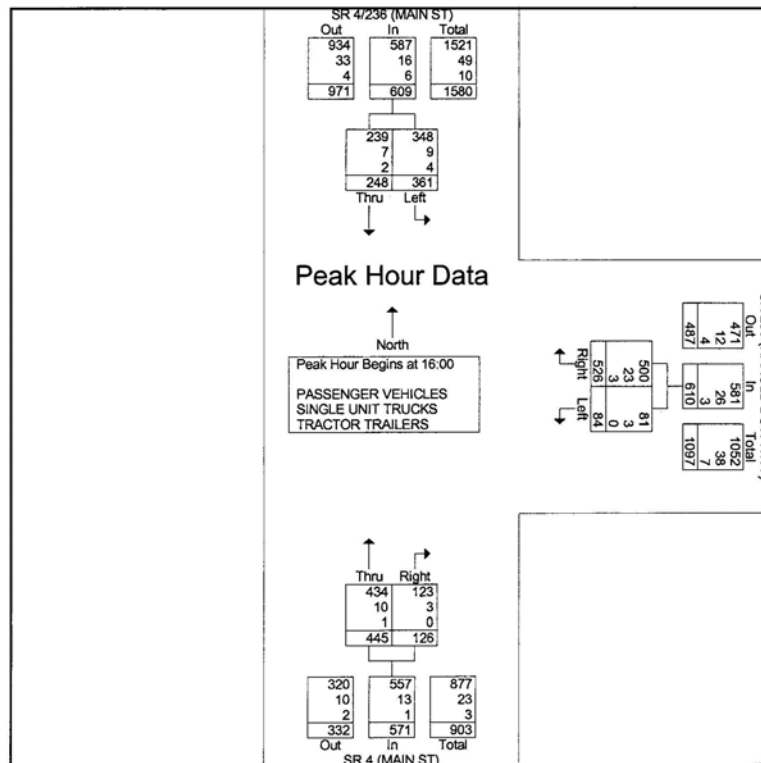 SR 4/236 (MAIN ST)
Out In Total
934 587 1521
33 16 49
4 6 10
971 609 1580
239 348
7 9
2 4
248 361
Thru Left
Peak Hour Data
North
Peak Hour Begins at 16:00
PASSENGER VEHICLES
SINGLE UNIT TRUCKS
TRACTOR TRAILERS
Right Left
500 81
23 3
3 0
526 84
Out In Total
471 581 1052
12 26 38
4 3 7
487 610 1097
Thru Right
434 123
10 3
1 0
445 126
320 557 877
10 13 23
2 1 3
332 571 903
Out In Total
SR 4 (MAIN ST)